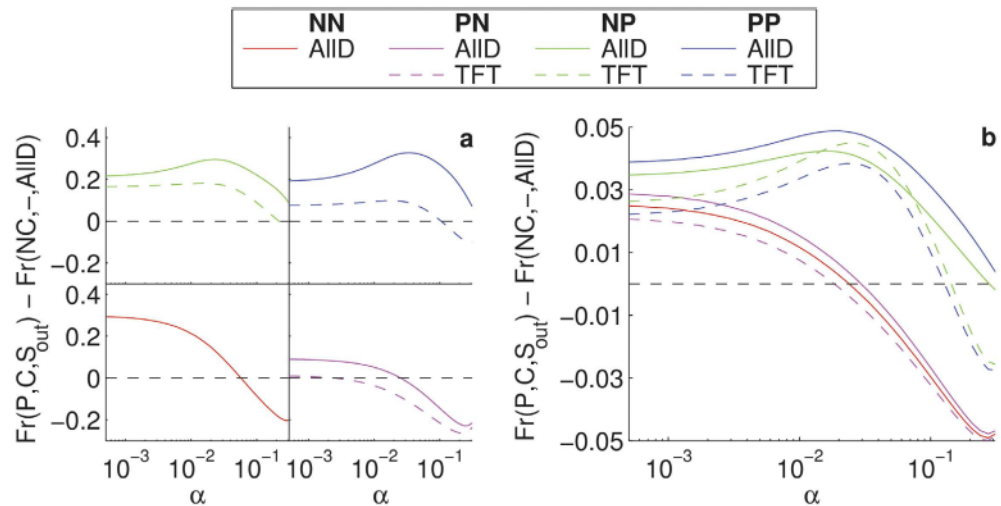 NN PN NP PP
AllD AllD AllD AllD
TFT TFT TFT
Fr(P,C,S_out) − Fr(NC,−,AllD)
a
0.4
0.2
0
−0.2
0.4
0.2
0
−0.2
10^-3 10^-2 10^-1 10^-3 10^-2 10^-1
α α
Fr(P,C,S_out) − Fr(NC,−,AllD)
b
0.05
0.03
0.01
−0.01
−0.03
−0.05
10^-3 10^-2 10^-1
α